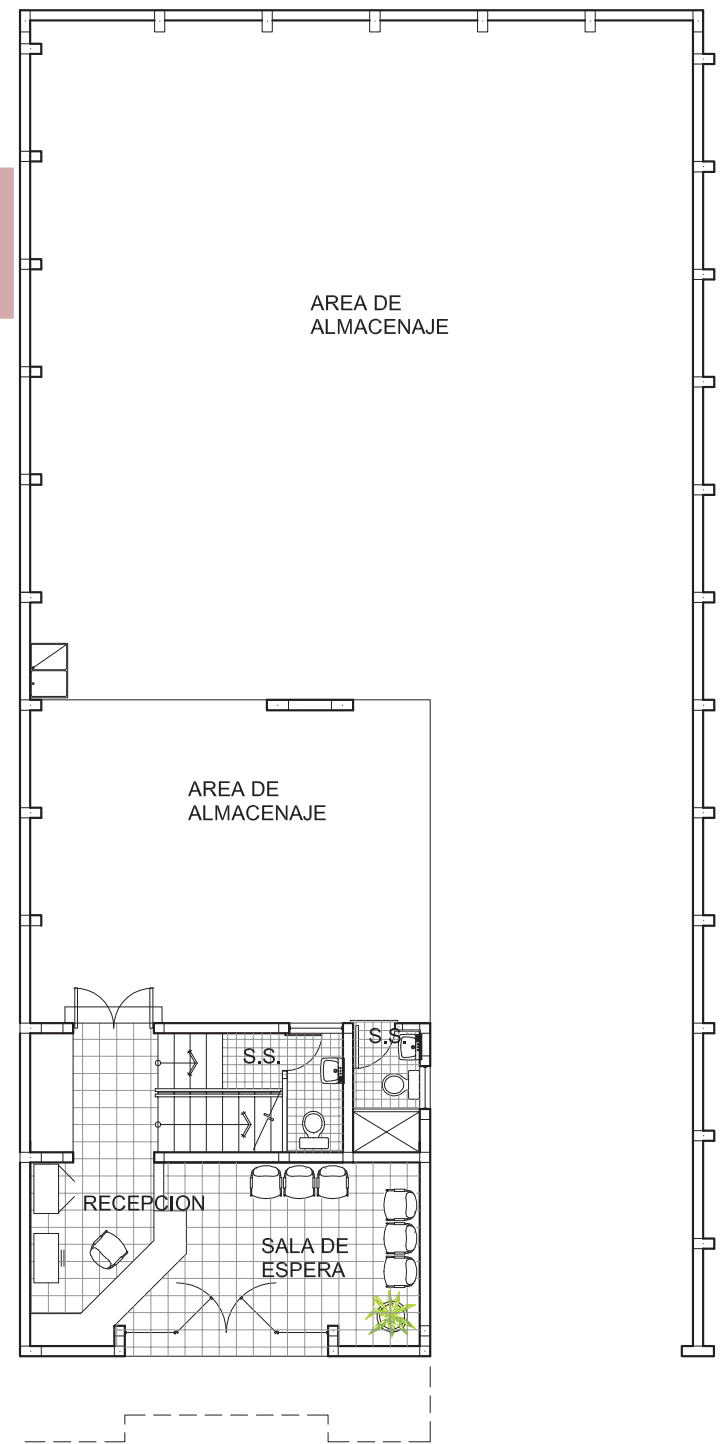 AREA DE
ALMACENAJE
AREA DE
ALMACENAJE
S.S.
S.S.
RECEPCION
SALA DE
ESPERA